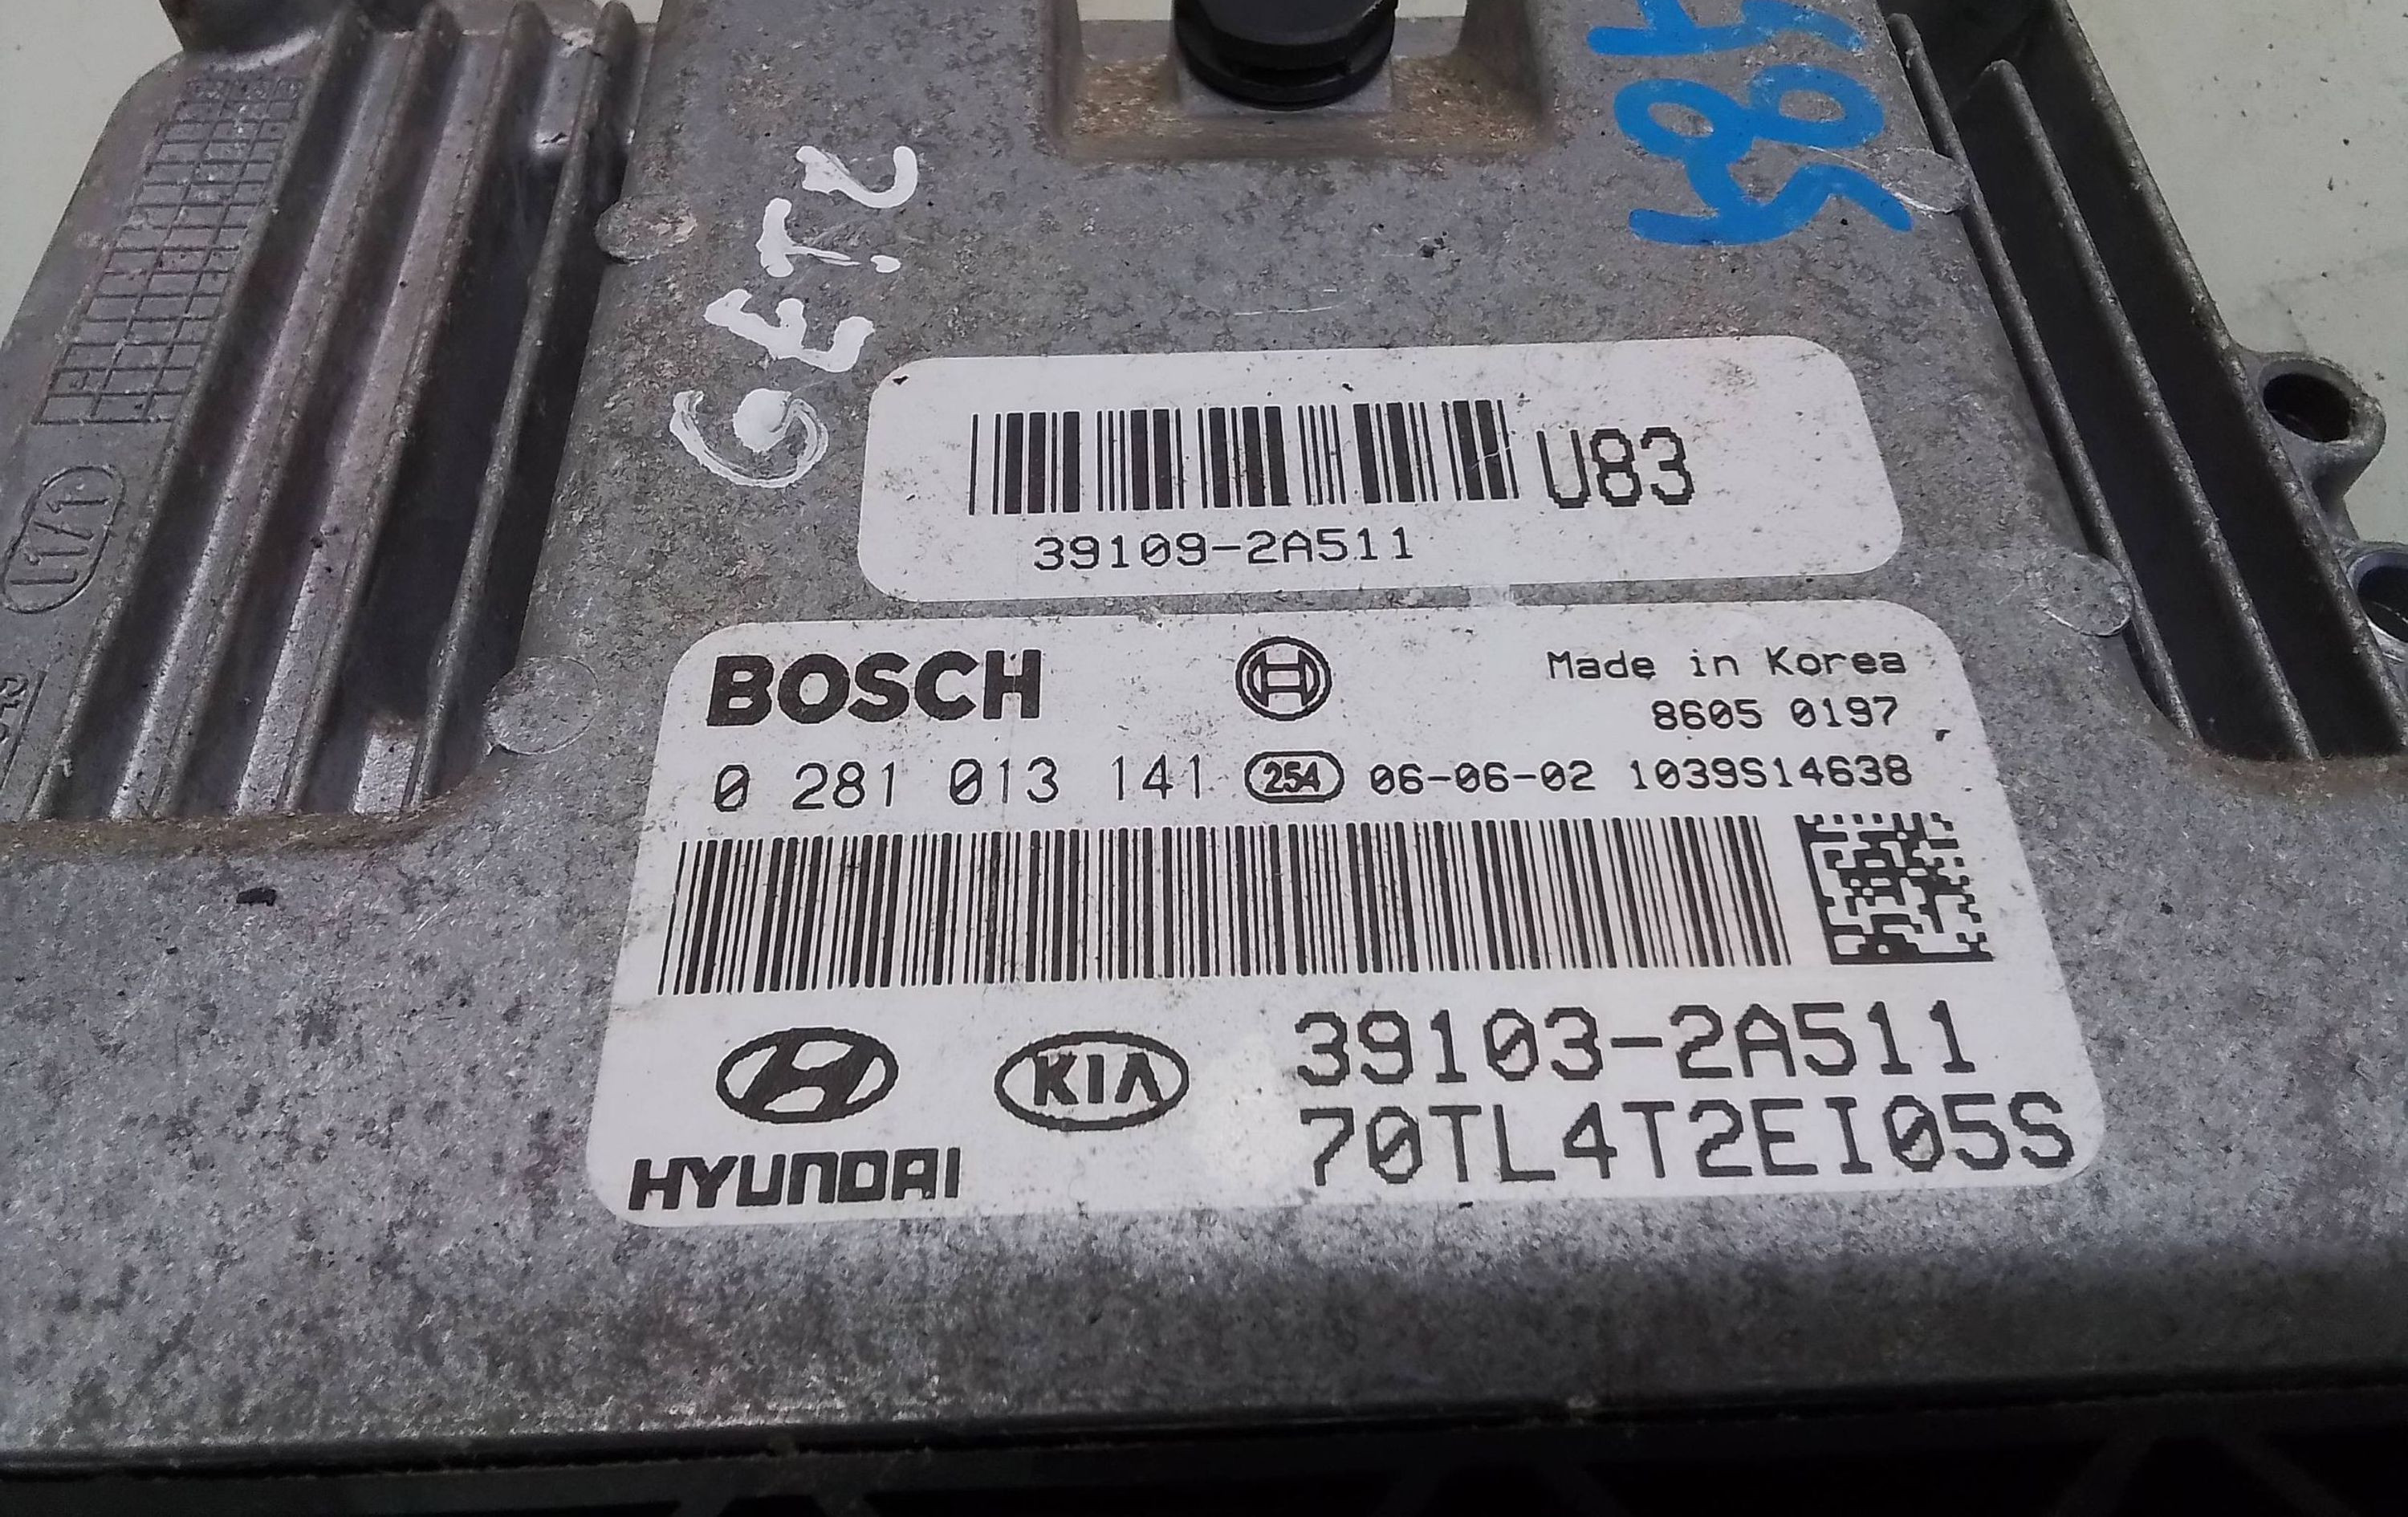 GETZ
U83
39109-2A511
BOSCH
Made in Korea
8605 0197
0 281 013 141 254 06-06-02 1039S14638
KIA 39103-2A511
HYUNDAI 70TL4T2EI05S